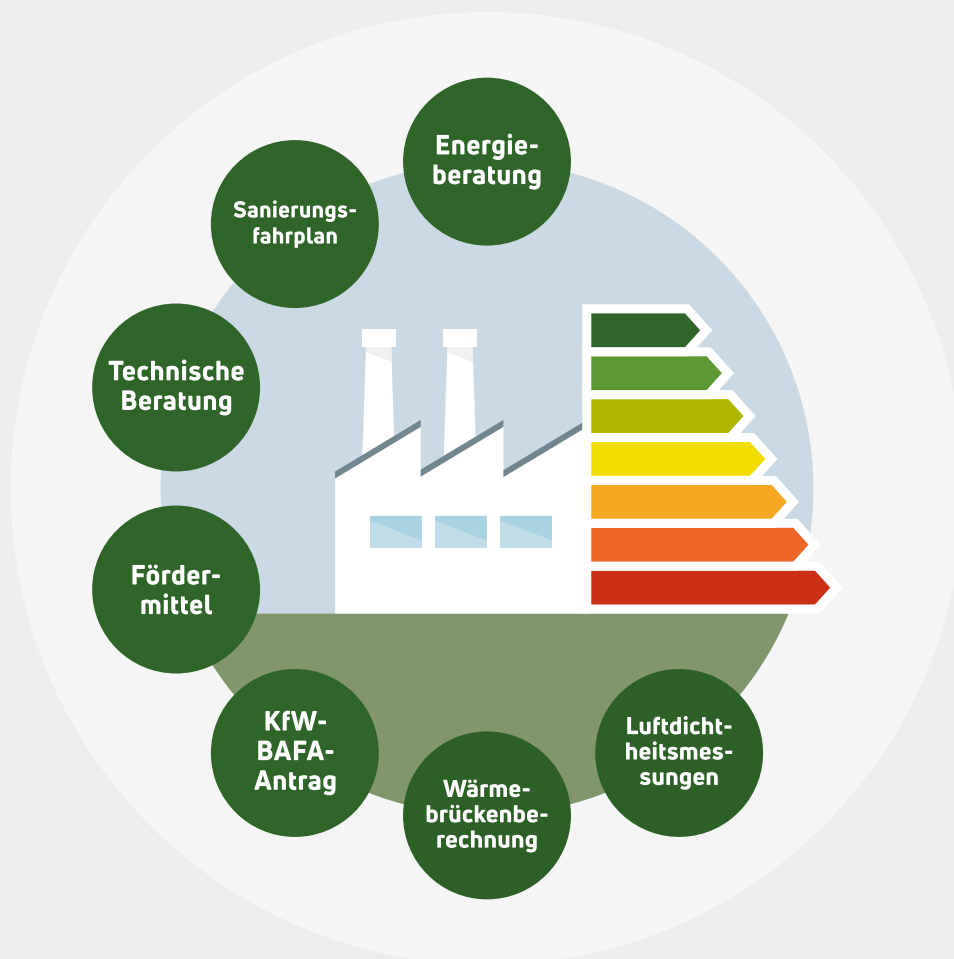 Energie-
beratung
Sanierungs-
fahrplan
Technische
Beratung
Förder-
mittel
KfW-
BAFA-
Antrag
Wärme-
brückenbe-
rechnung
Luftdicht-
heitsmes-
sungen